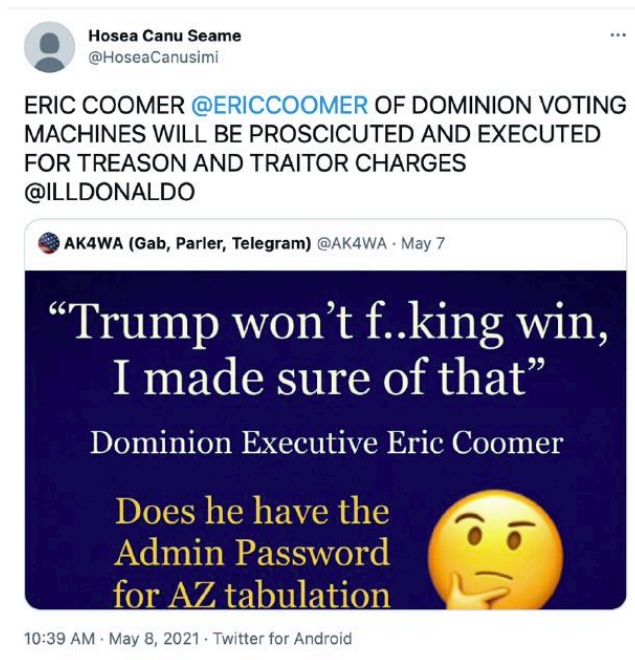 Hosea Canu Seame
@HoseaCanusimi
ERIC COOMER @ERICCOOMER OF DOMINION VOTING
MACHINES WILL BE PROSCICUTED AND EXECUTED
FOR TREASON AND TRAITOR CHARGES
@ILLDONALDO
AK4WA (Gab, Parler, Telegram) @AK4WA · May 7
“Trump won’t f..king win,
I made sure of that”
Dominion Executive Eric Coomer
Does he have the
Admin Password
for AZ tabulation
10:39 AM · May 8, 2021 · Twitter for Android